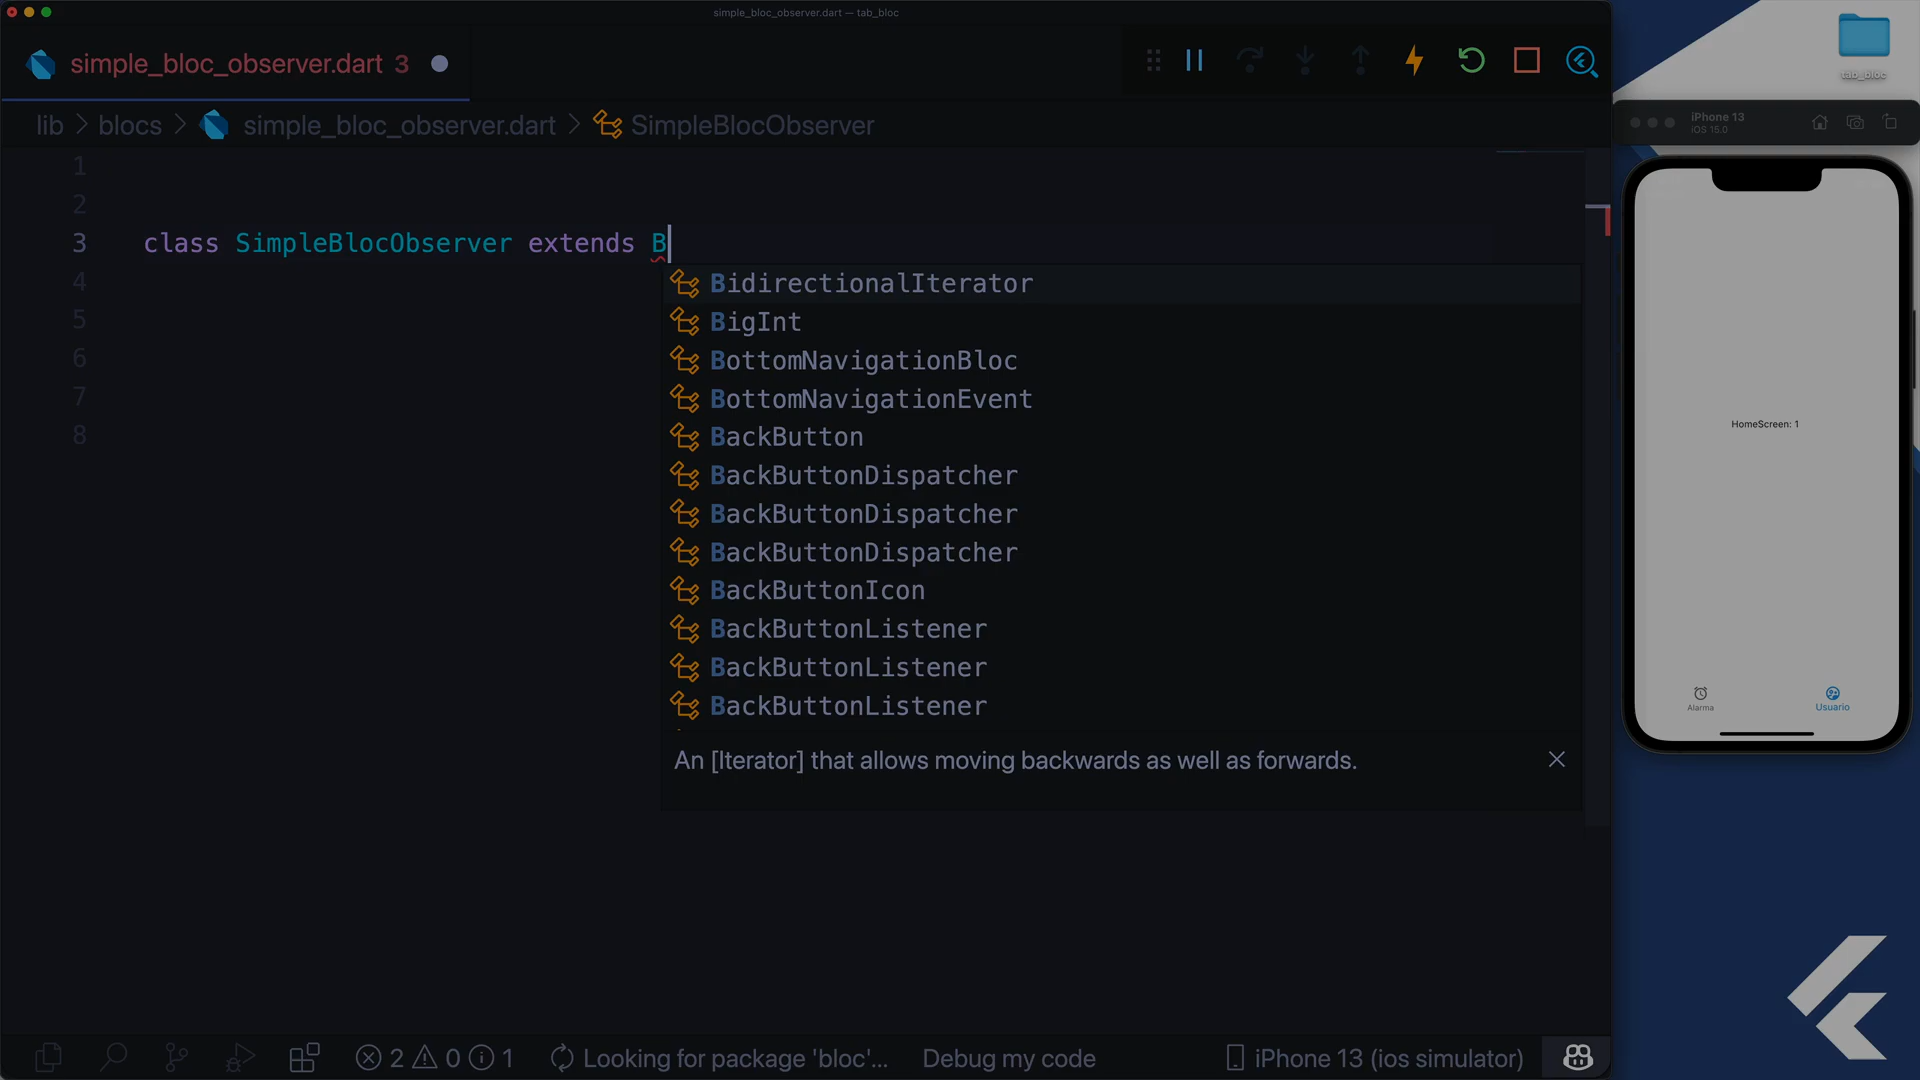 simple_bloc_observer.dart — tab_bloc
simple_bloc_observer.dart 3
lib > blocs > simple_bloc_observer.dart > SimpleBlocObserver
1
2
3 class SimpleBlocObserver extends B
4
5
6
7
8
BidirectionalIterator
BigInt
BottomNavigationBloc
BottomNavigationEvent
BackButton
BackButtonDispatcher
BackButtonDispatcher
BackButtonDispatcher
BackButtonIcon
BackButtonListener
BackButtonListener
BackButtonListener
An [Iterator] that allows moving backwards as well as forwards.
2 0 1 Looking for package 'bloc'... Debug my code iPhone 13 (ios simulator)
tab_bloc
iPhone 13
iOS 15.0
HomeScreen: 1
Alarma Usuario